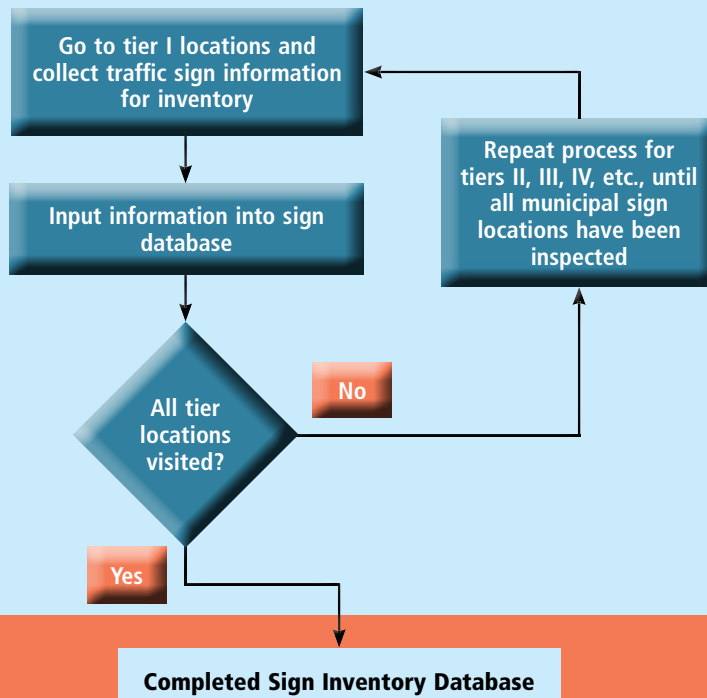 Go to tier I locations and
collect traffic sign information
for inventory
Input information into sign
database
All tier
locations
visited?
No
Repeat process for
tiers II, III, IV, etc., until
all municipal sign
locations have been
inspected
Yes
Completed Sign Inventory Database